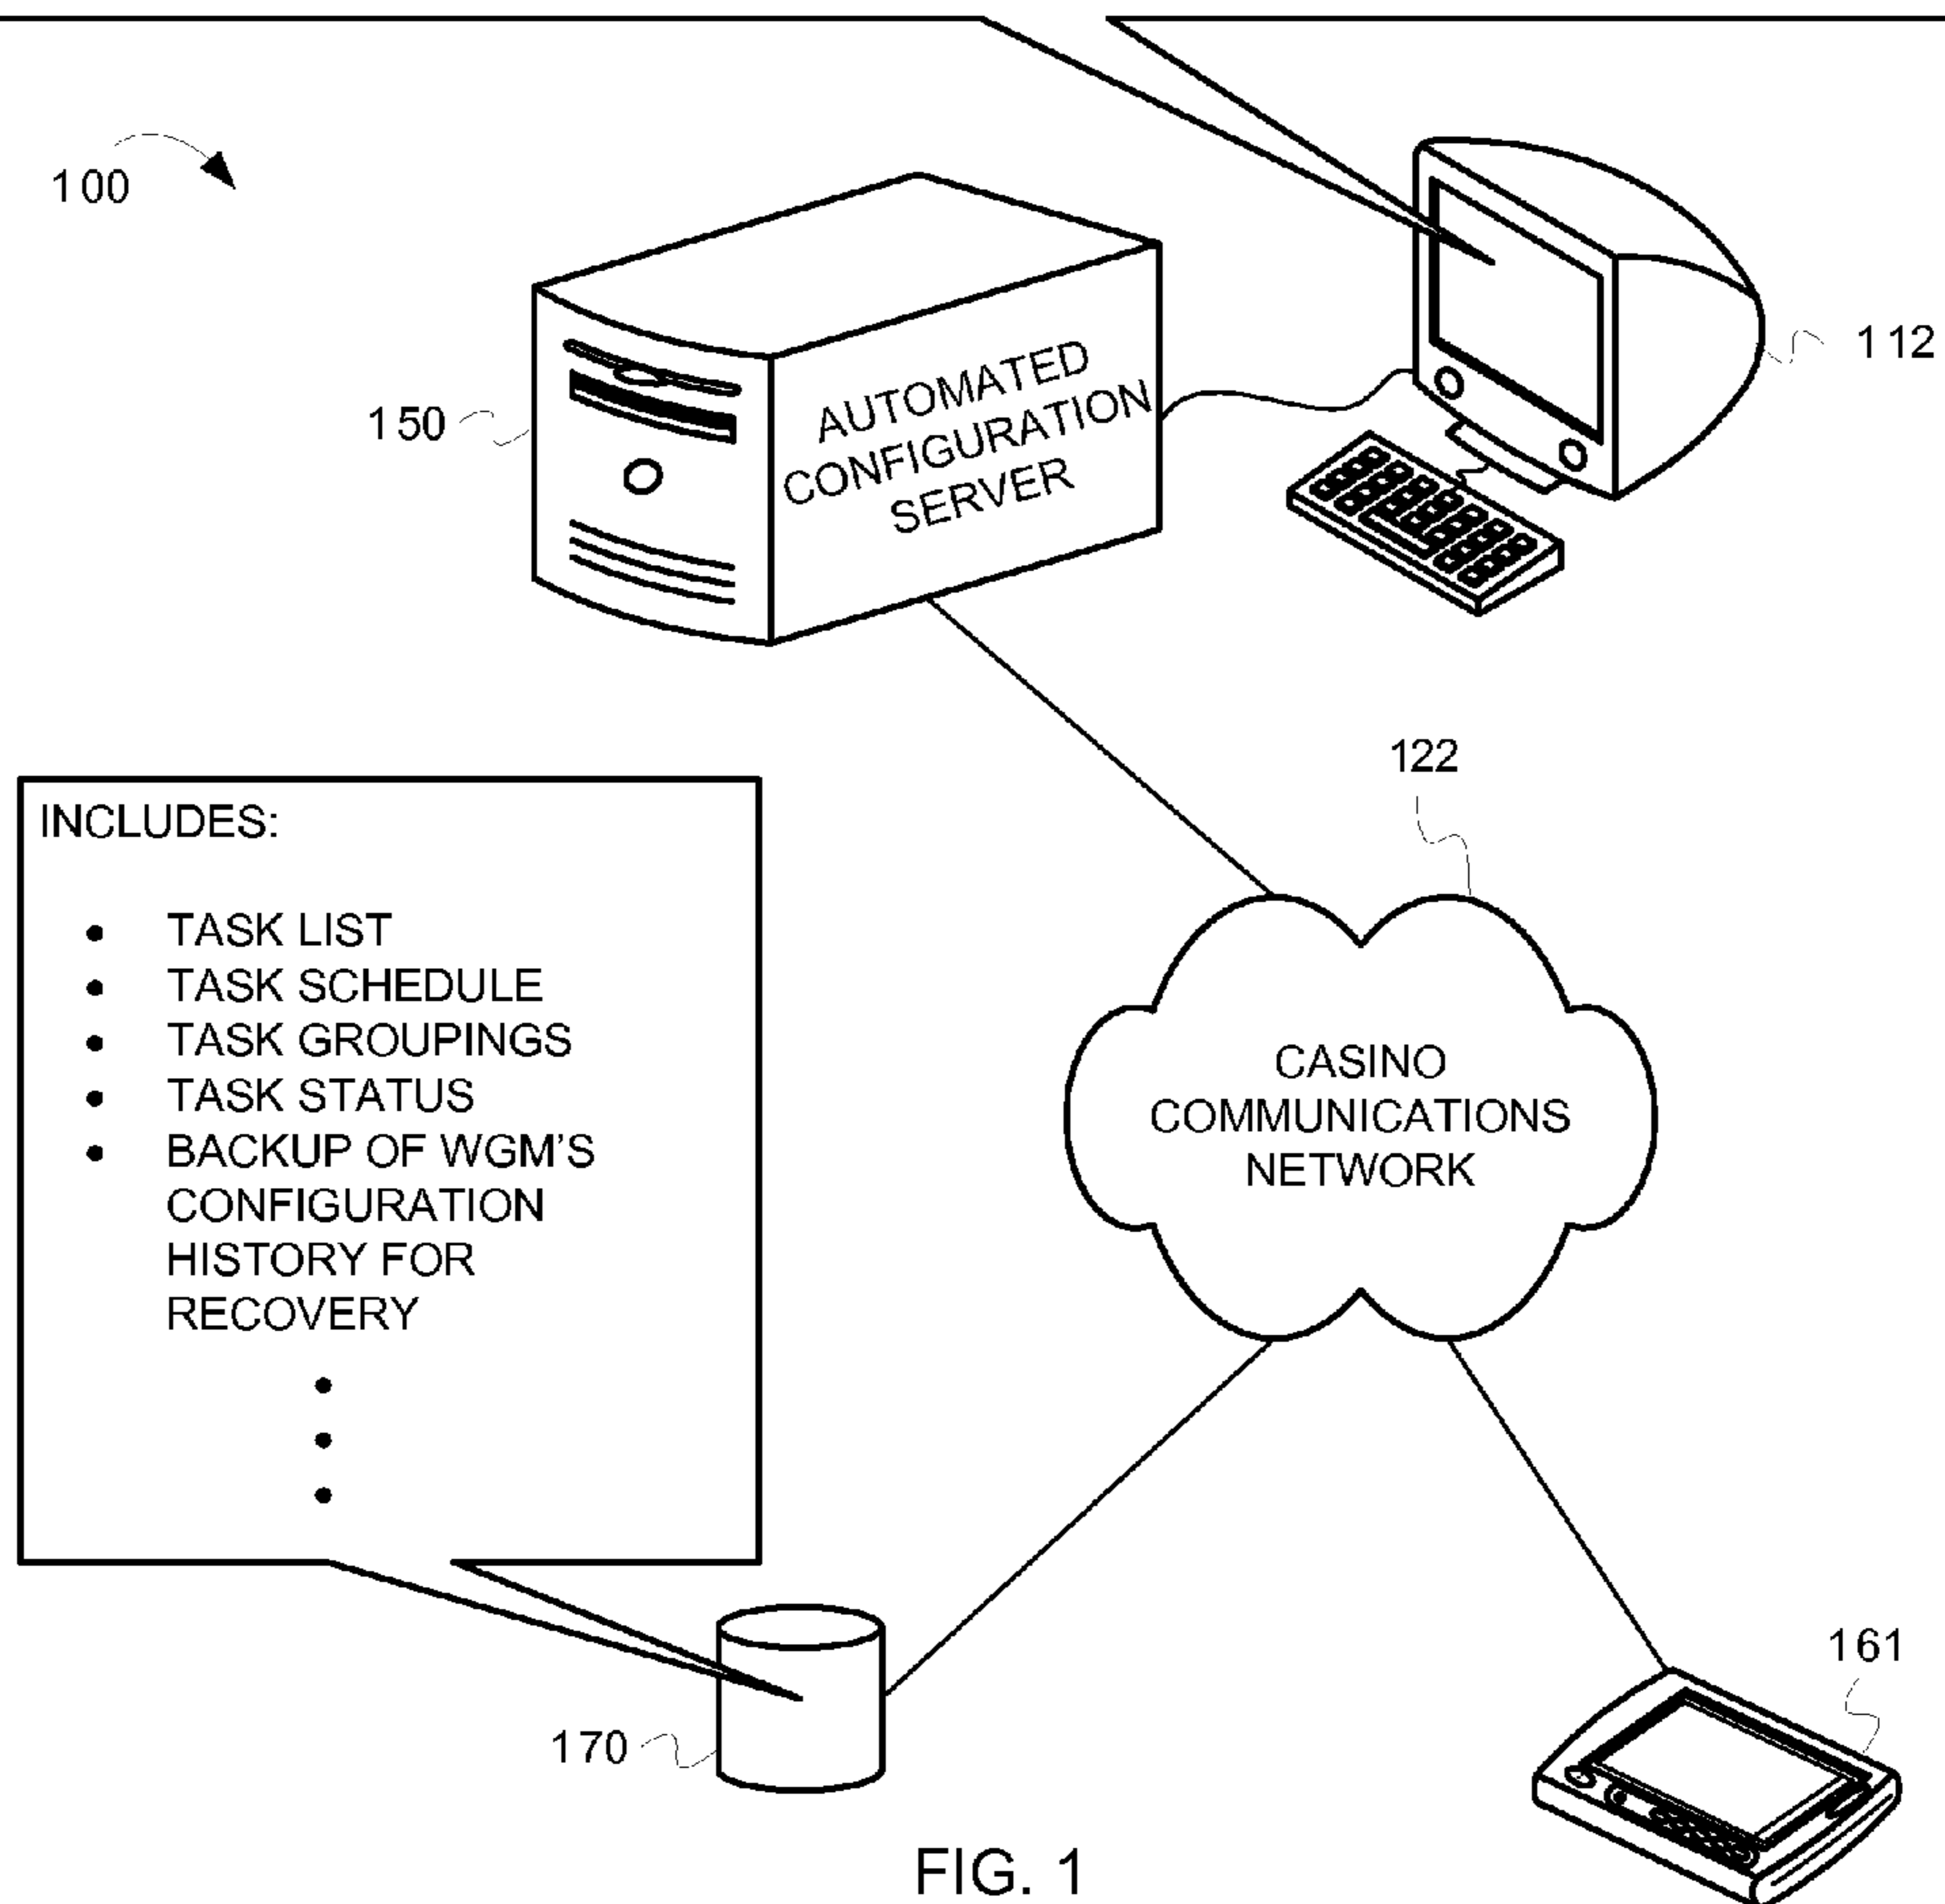 100
112
150
AUTOMATED
CONFIGURATION
SERVER
122
INCLUDES:
• TASK LIST
• TASK SCHEDULE
• TASK GROUPINGS
• TASK STATUS
• BACKUP OF WGM'S
CONFIGURATION
HISTORY FOR
RECOVERY
CASINO
COMMUNICATIONS
NETWORK
161
170
FIG. 1